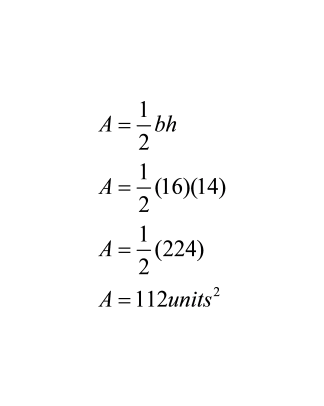 A = 1/2 bh
A = 1/2 (16)(14)
A = 1/2 (224)
A = 112units²